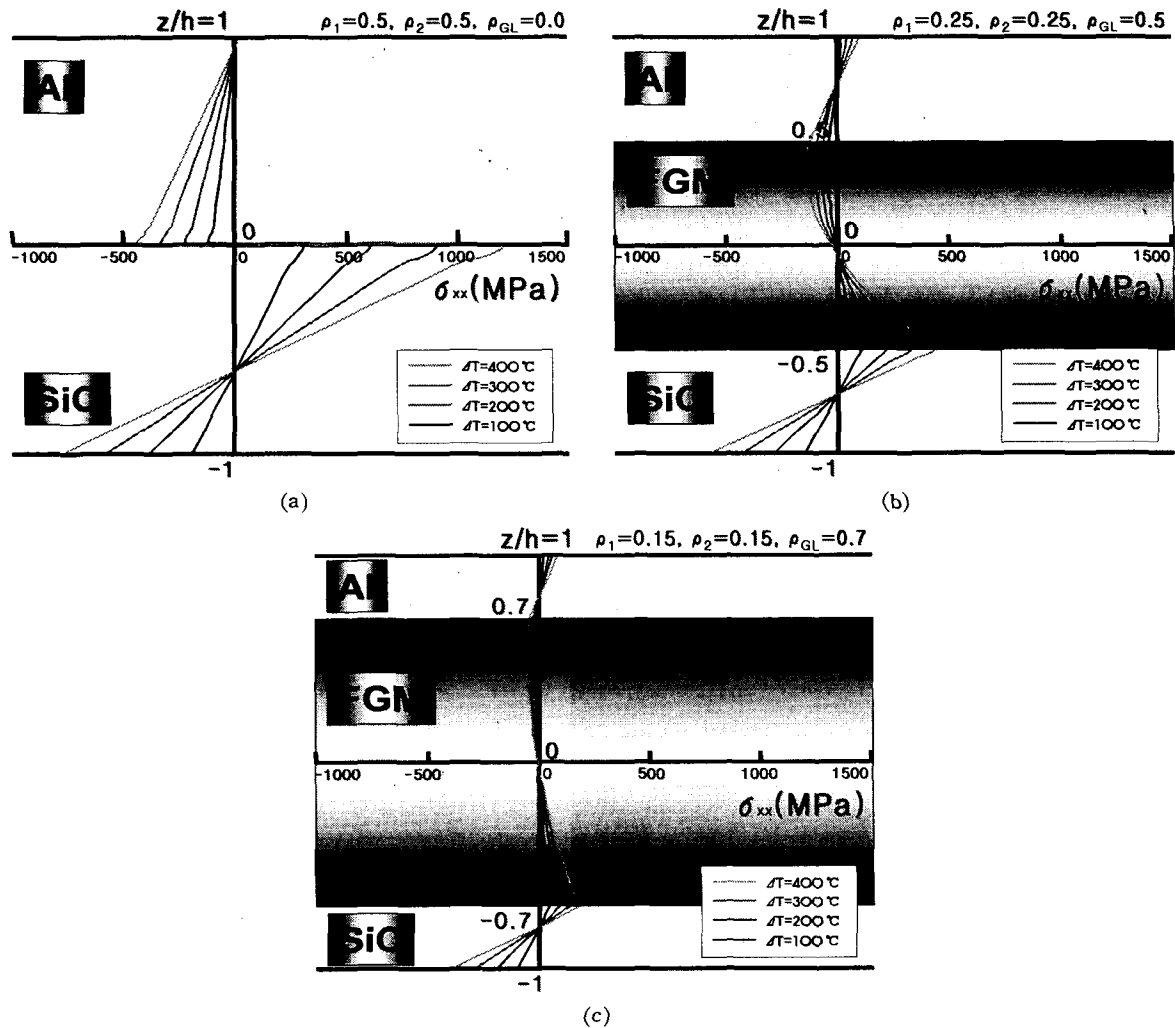 z/h=1 ρ₁=0.5, ρ₂=0.5, ρGL=0.0
Al
0
-1000 -500 0 500 1000 1500
σxx(MPa)
SiC
ΔT=400℃
ΔT=300℃
ΔT=200℃
ΔT=100℃
-1
(a)
z/h=1 ρ₁=0.25, ρ₂=0.25, ρGL=0.5
Al
0.5
FGM
0
-1000 -500 0 500 1000 1500
σxx(MPa)
-0.5
SiC
ΔT=400℃
ΔT=300℃
ΔT=200℃
ΔT=100℃
-1
(b)
z/h=1 ρ₁=0.15, ρ₂=0.15, ρGL=0.7
Al
0.7
FGM
0
-1000 -500 0 500 1000 1500
σxx(MPa)
-0.7
SiC
ΔT=400℃
ΔT=300℃
ΔT=200℃
ΔT=100℃
-1
(c)